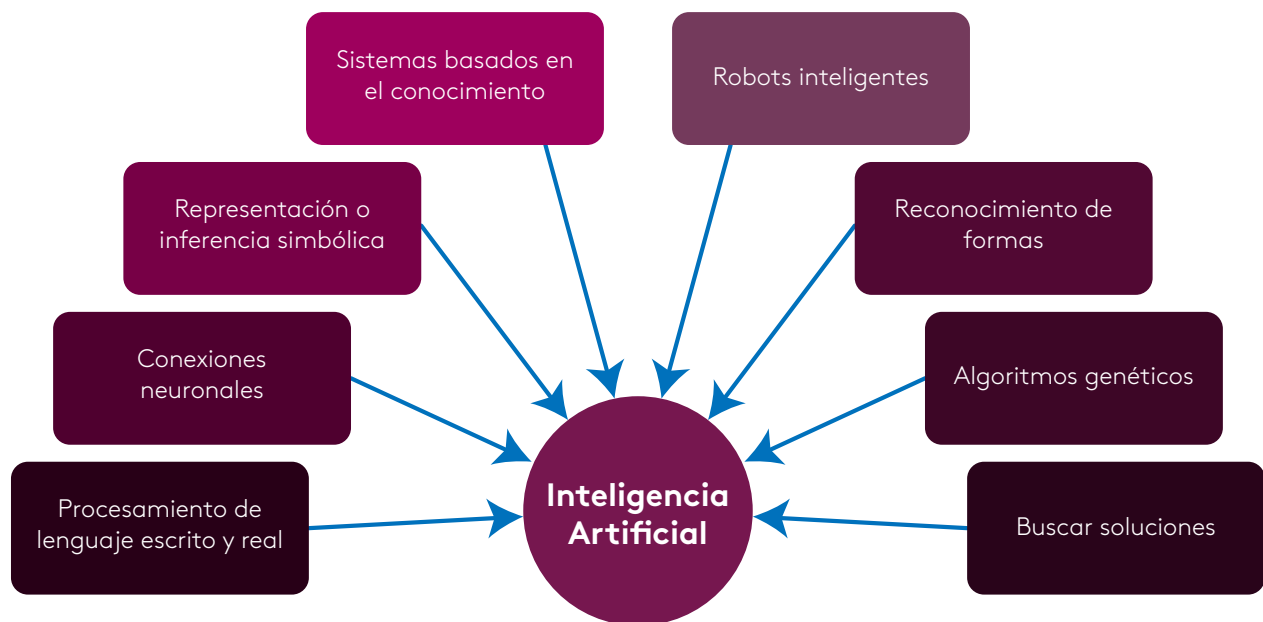 Sistemas basados en
el conocimiento
Robots inteligentes
Representación o
inferencia simbólica
Reconocimiento de
formas
Conexiones
neuronales
Algoritmos genéticos
Procesamiento de
lenguaje escrito y real
Inteligencia
Artificial
Buscar soluciones